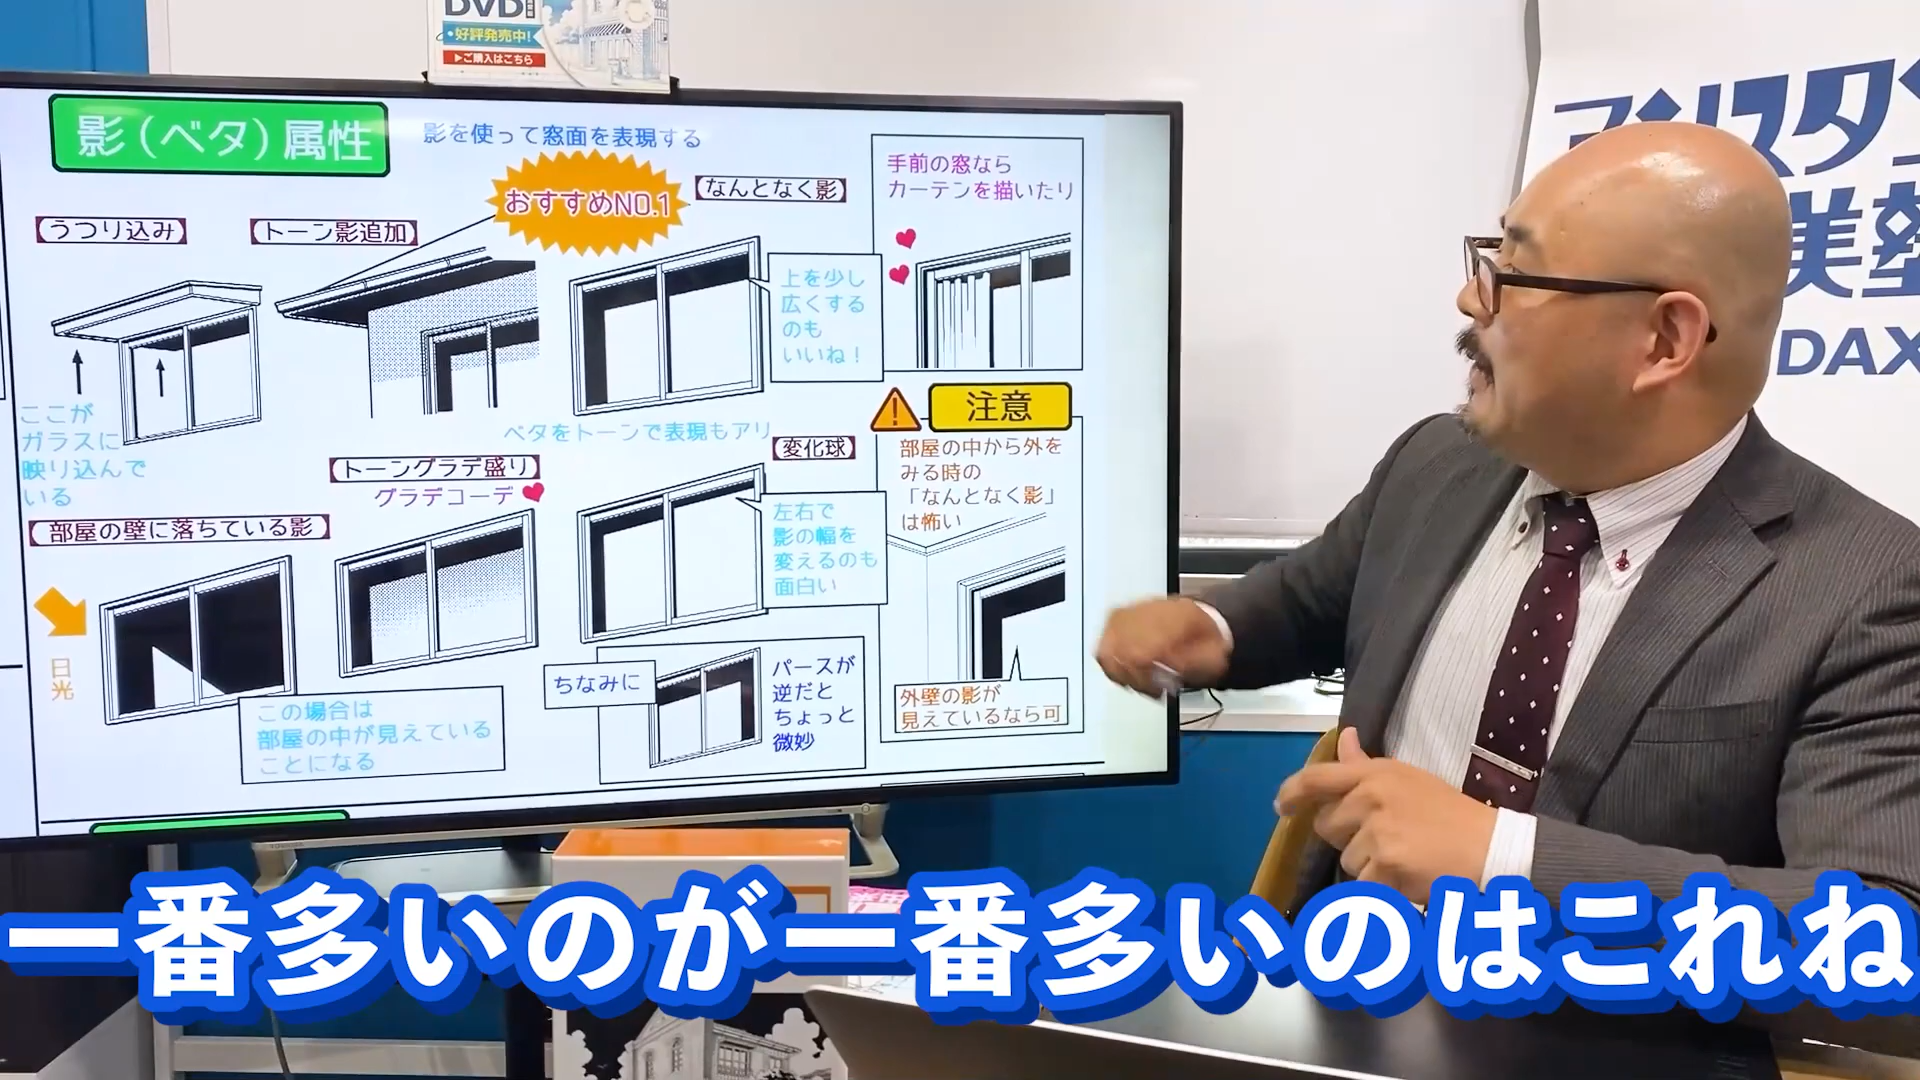 DVD
・好評発売中!
▶ご購入はこちら
影(ベタ)属性
影を使って窓面を表現する
おすすめNO.1
【なんとなく影】
手前の窓なら
カーテンを描いたり
【うつり込み】
【トーン影追加】
上を少し
広くする
のも
いいね!
ここが
ガラスに
映り込んで
いる
ベタをトーンで表現もアリ
【変化球】
注意
部屋の中から外を
みる時の
「なんとなく影」
は怖い
【トーングラデ盛り】
グラデコーデ
左右で
影の幅を
変えるのも
面白い
【部屋の壁に落ちている影】
日光
この場合は
部屋の中が見えている
ことになる
ちなみに
パースが
逆だと
ちょっと
微妙
外壁の影が
見えているなら可
DAX
一番多いのが一番多いのはこれね